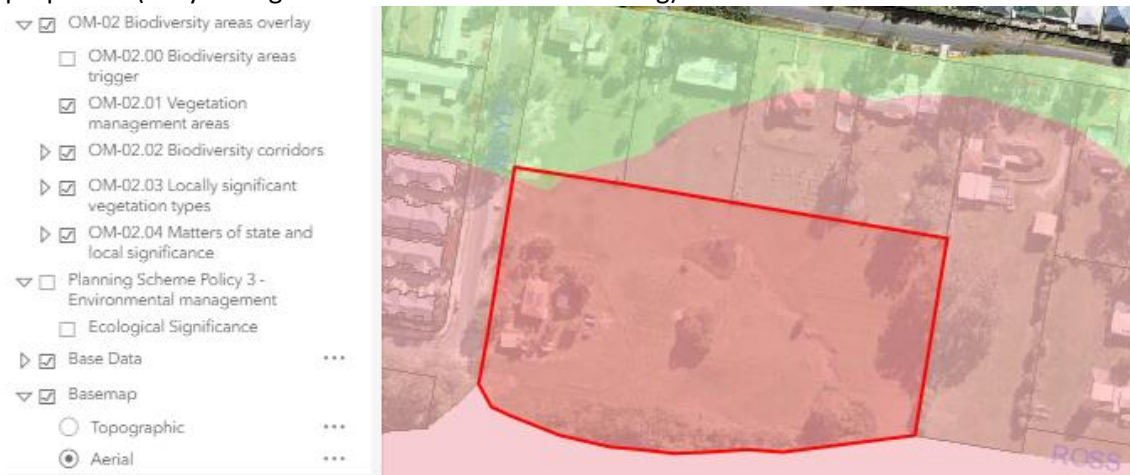 OM-02 Biodiversity areas overlay
OM-02.00 Biodiversity areas
trigger
OM-02.01 Vegetation
management areas
OM-02.02 Biodiversity corridors
OM-02.03 Locally significant
vegetation types
OM-02.04 Matters of state and
local significance
Planning Scheme Policy 3 -
Environmental management
Ecological Significance
Base Data
Basemap
Topographic
Aerial
ROSS